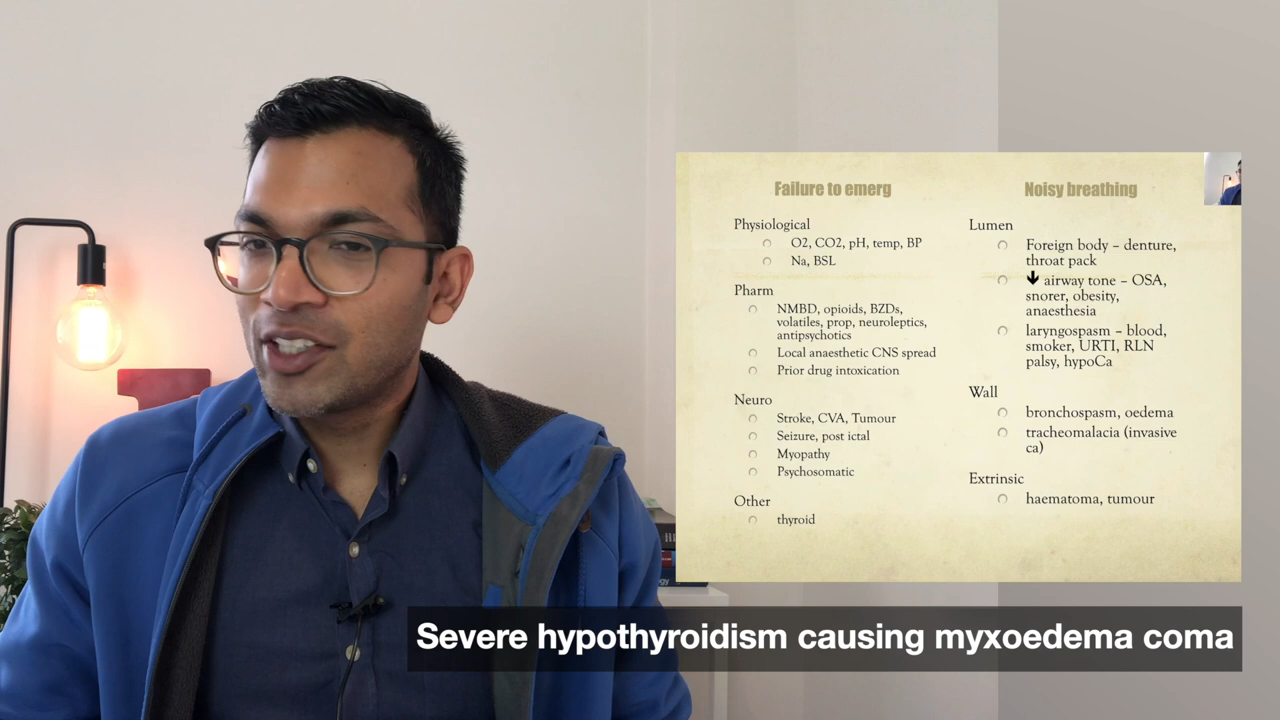 Failure to emerg
Physiological
O2, CO2, pH, temp, BP
Na, BSL
Pharm
NMBD, opioids, BZDs,
volatiles, prop, neuroleptics,
antipsychotics
Local anaesthetic CNS spread
Prior drug intoxication
Neuro
Stroke, CVA, Tumour
Seizure, post ictal
Myopathy
Psychosomatic
Other
thyroid
Noisy breathing
Lumen
Foreign body – denture,
throat pack
🡇 airway tone – OSA,
snorer, obesity,
anaesthesia
laryngospasm – blood,
smoker, URTI, RLN
palsy, hypoCa
Wall
bronchospasm, oedema
tracheomalacia (invasive
ca)
Extrinsic
haematoma, tumour
Severe hypothyroidism causing myxoedema coma